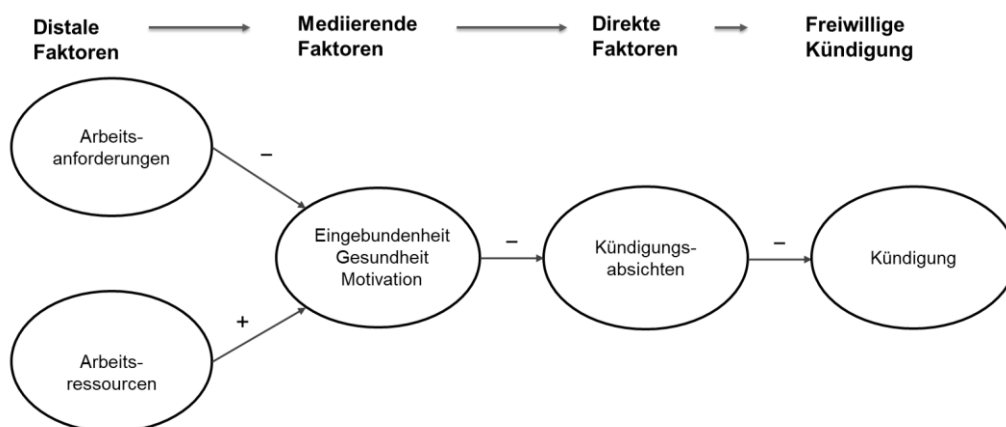 Distale
Faktoren
Mediierende
Faktoren
Direkte
Faktoren
Freiwillige
Kündigung
Arbeits-
anforderungen
–
Eingebundenheit
Gesundheit
Motivation
–
Kündigungs-
absichten
–
Kündigung
+
Arbeits-
ressourcen